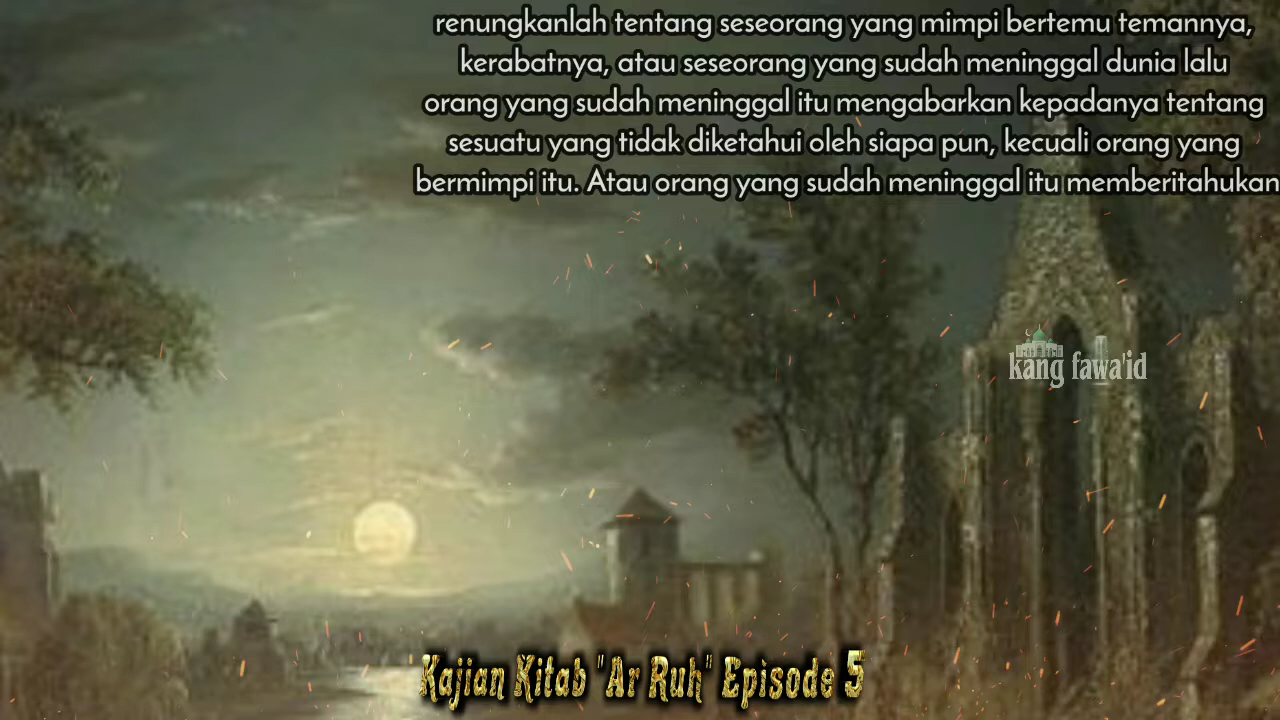 renungkanlah tentang seseorang yang mimpi bertemu temannya,
kerabatnya, atau seseorang yang sudah meninggal dunia lalu
orang yang sudah meninggal itu mengabarkan kepadanya tentang
sesuatu yang tidak diketahui oleh siapa pun, kecuali orang yang
bermimpi itu. Atau orang yang sudah meninggal itu memberitahukan
kang fawa'id
Kajian Kitab "Ar Ruh" Episode 5